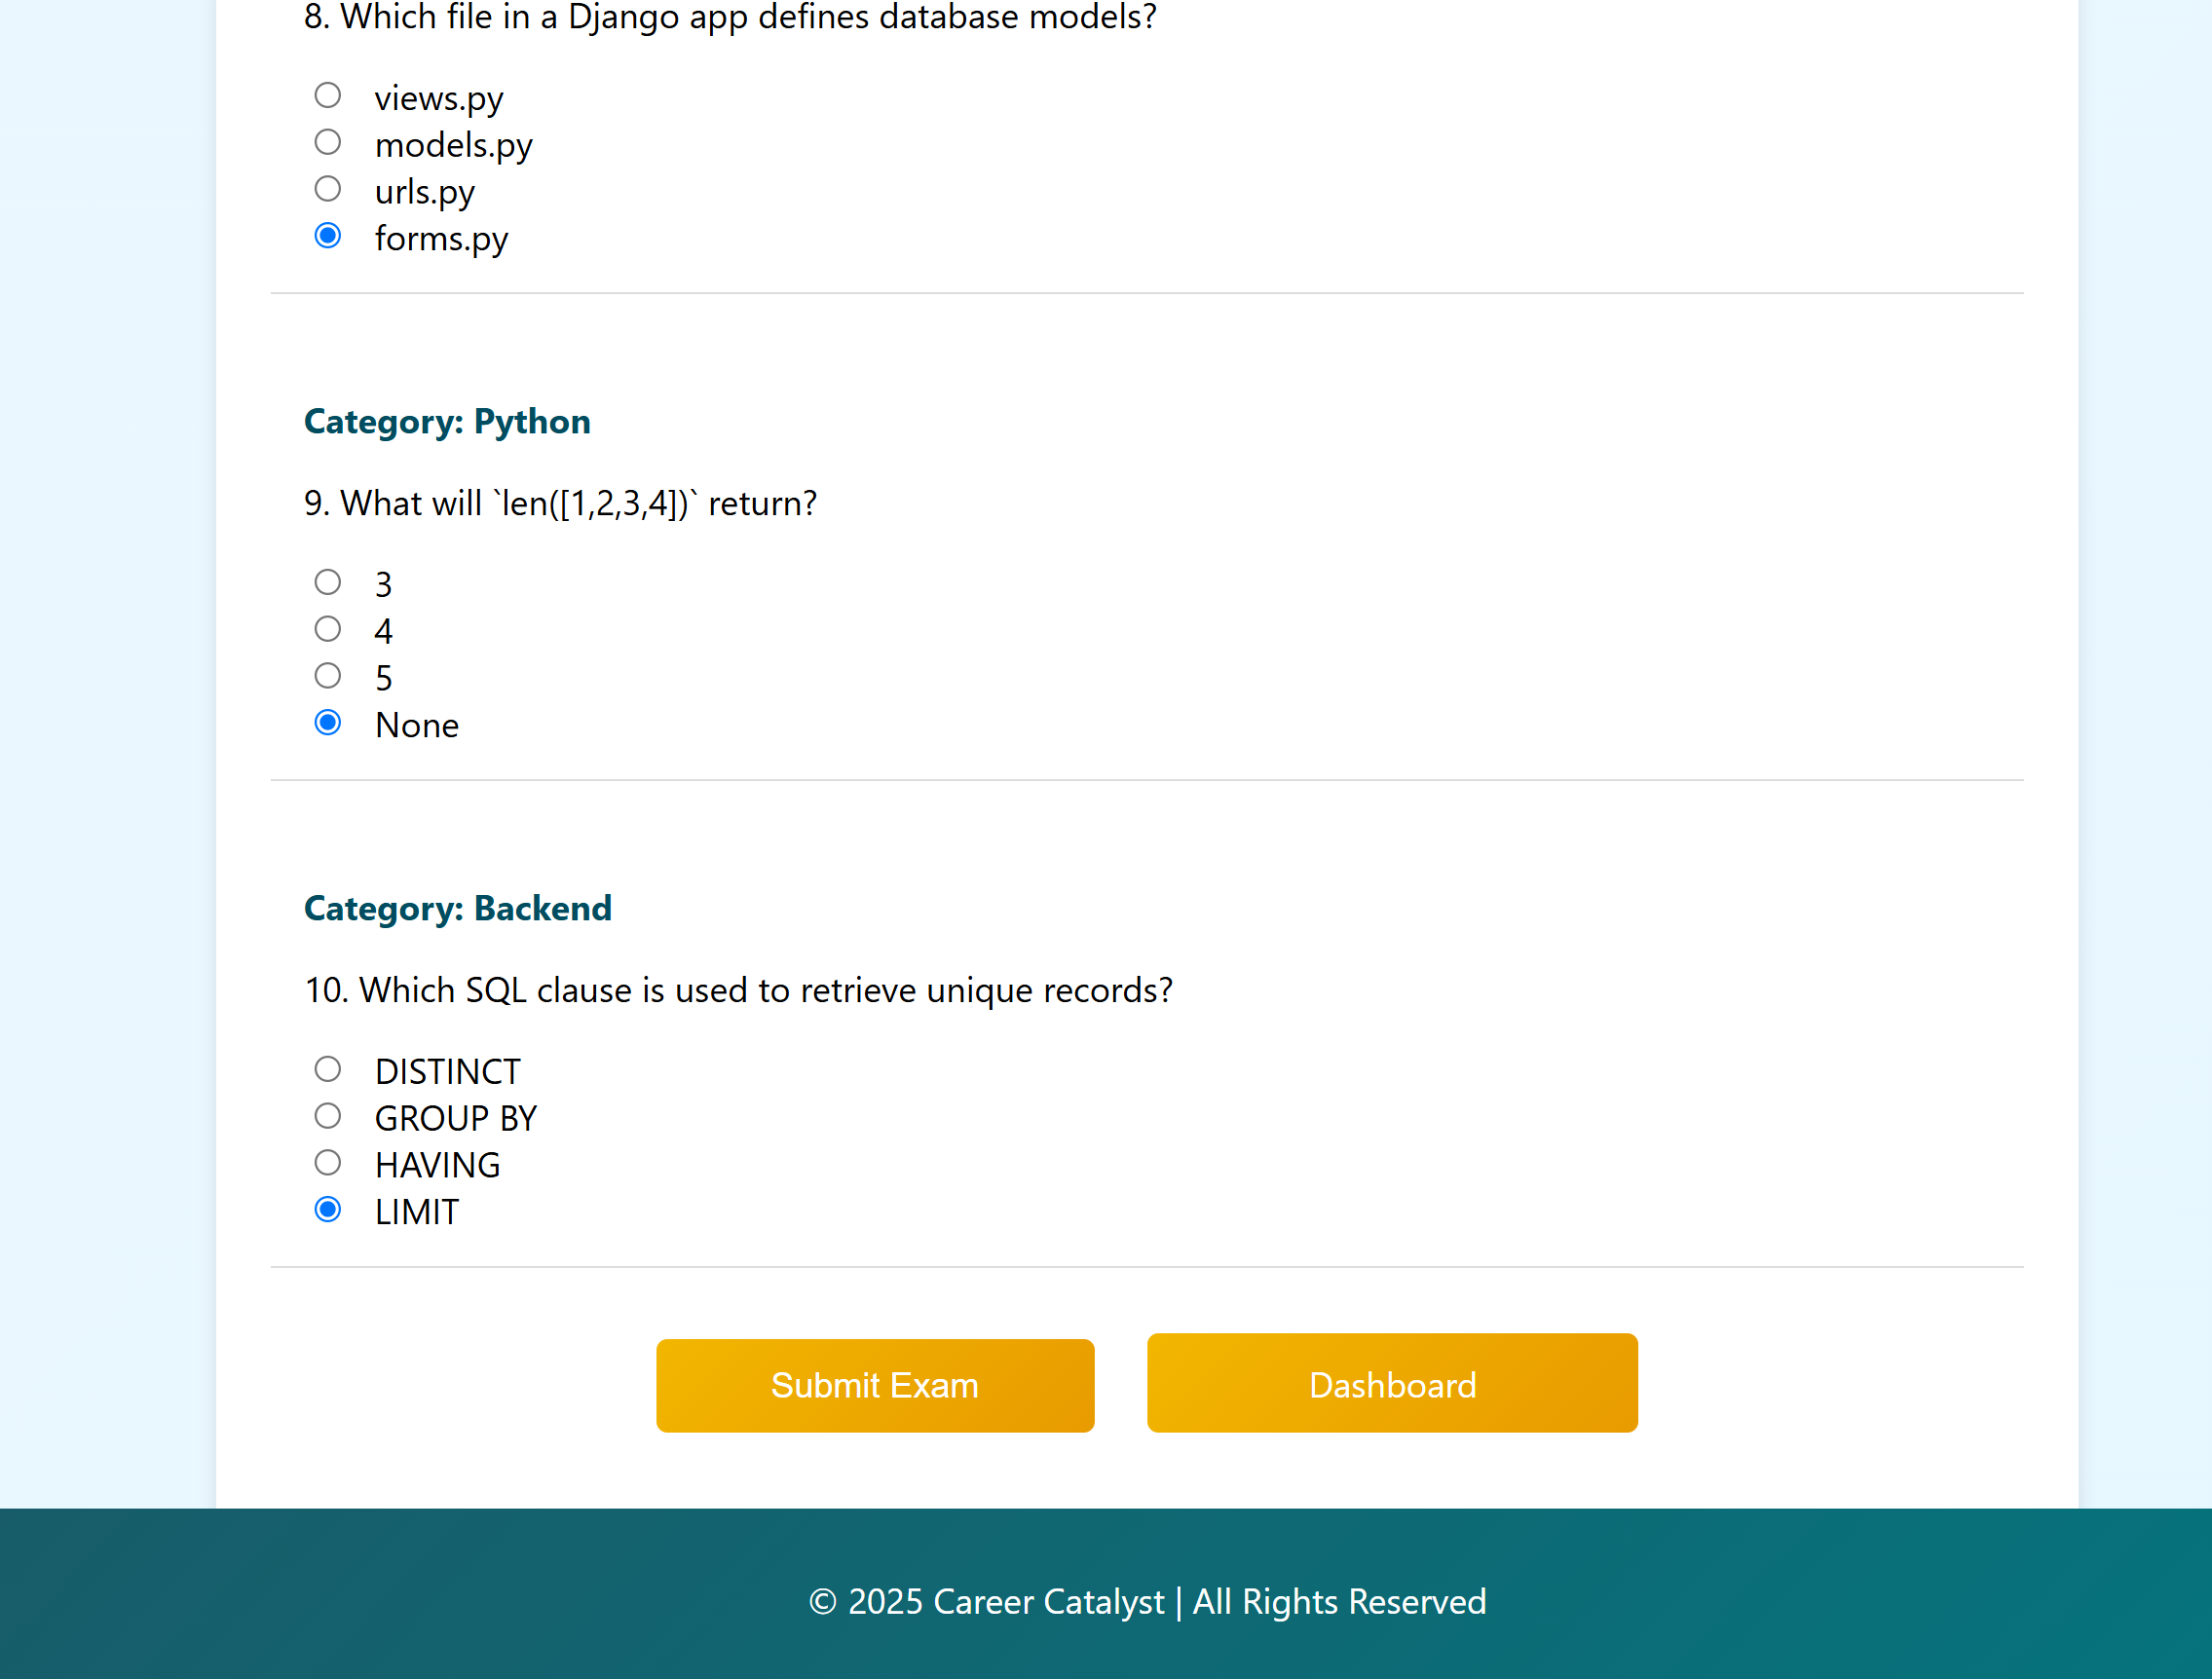 8. Which file in a Django app defines database models?
views.py
models.py
urls.py
forms.py
Category: Python
9. What will `len([1,2,3,4])` return?
3
4
5
None
Category: Backend
10. Which SQL clause is used to retrieve unique records?
DISTINCT
GROUP BY
HAVING
LIMIT
Submit Exam
Dashboard
© 2025 Career Catalyst | All Rights Reserved